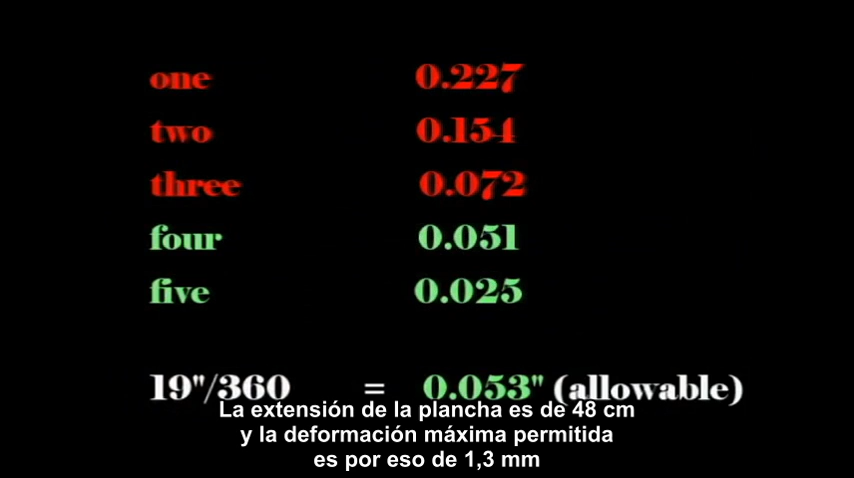 one 0.227
two 0.154
three 0.072
four 0.051
five 0.025
19"/360 = 0.053" (allowable)
La extensión de la plancha es de 48 cm
y la deformación máxima permitida
es por eso de 1,3 mm